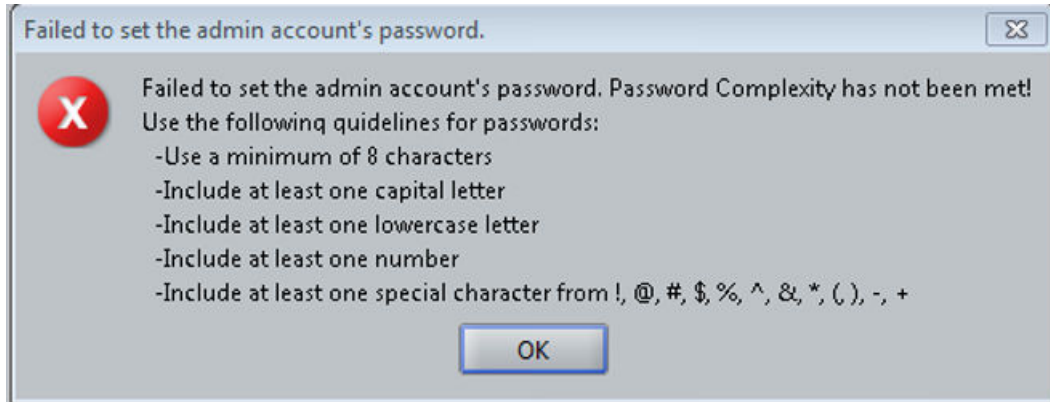 Failed to set the admin account's password.
Failed to set the admin account's password. Password Complexity has not been met!
Use the following guidelines for passwords:
-Use a minimum of 8 characters
-Include at least one capital letter
-Include at least one lowercase letter
-Include at least one number
-Include at least one special character from !, @, #, $, %, ^, &, *, (, ), -, +
OK